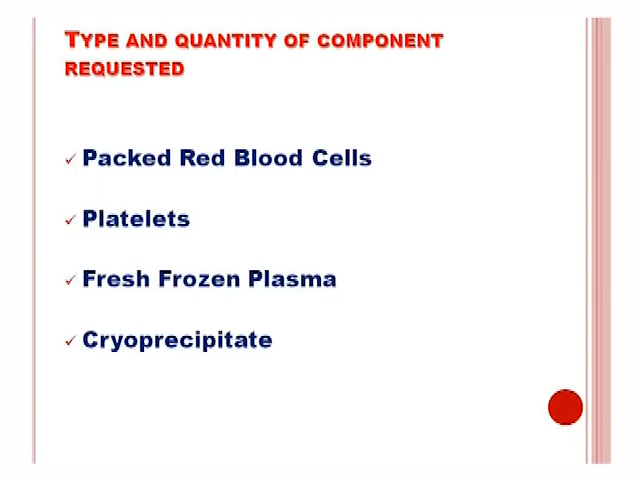 TYPE AND QUANTITY OF COMPONENT
REQUESTED
Packed Red Blood Cells
Platelets
Fresh Frozen Plasma
Cryoprecipitate